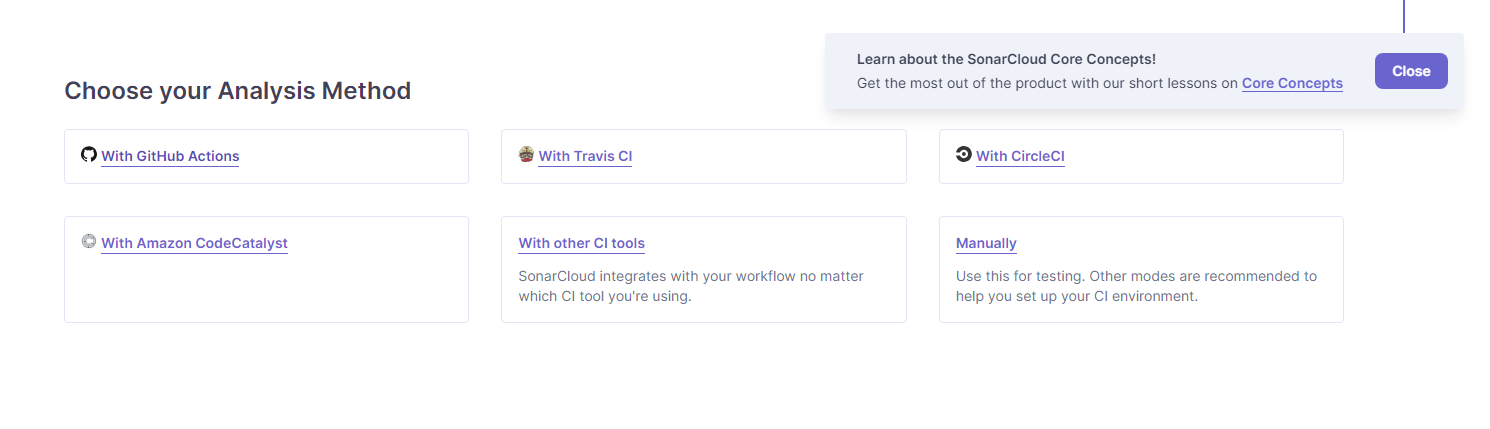 Learn about the SonarCloud Core Concepts!
Get the most out of the product with our short lessons on Core Concepts
Close
Choose your Analysis Method
With GitHub Actions
With Travis CI
With CircleCI
With Amazon CodeCatalyst
With other CI tools
SonarCloud integrates with your workflow no matter
which CI tool you're using.
Manually
Use this for testing. Other modes are recommended to
help you set up your CI environment.